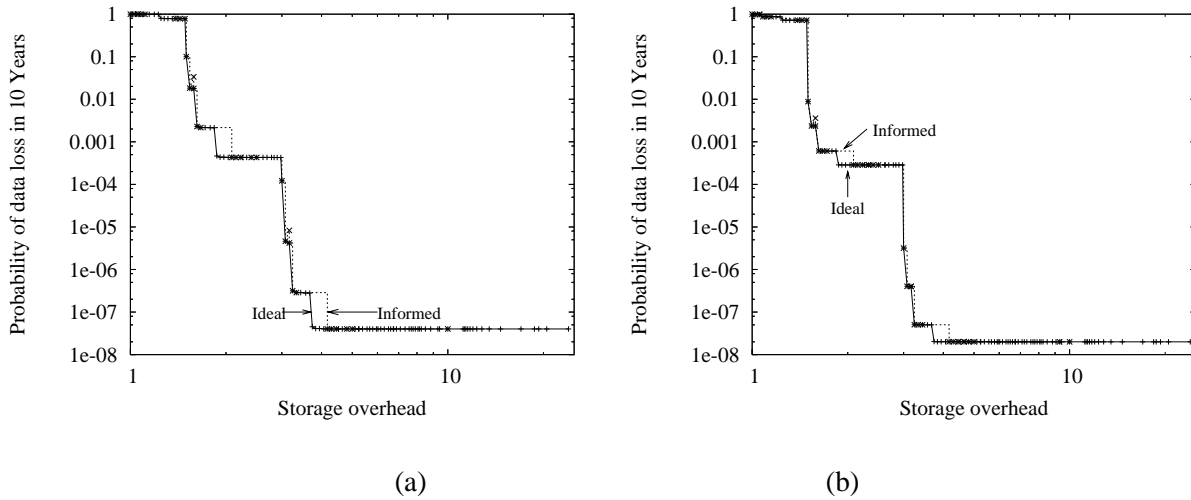 Probability of data loss in 10 Years
1
0.1
0.01
0.001
1e-04
1e-05
1e-06
1e-07
1e-08
Ideal
Informed
1
10
Storage overhead
(a)
Probability of data loss in 10 Years
1
0.1
0.01
0.001
1e-04
1e-05
1e-06
1e-07
1e-08
Informed
Ideal
1
10
Storage overhead
(b)